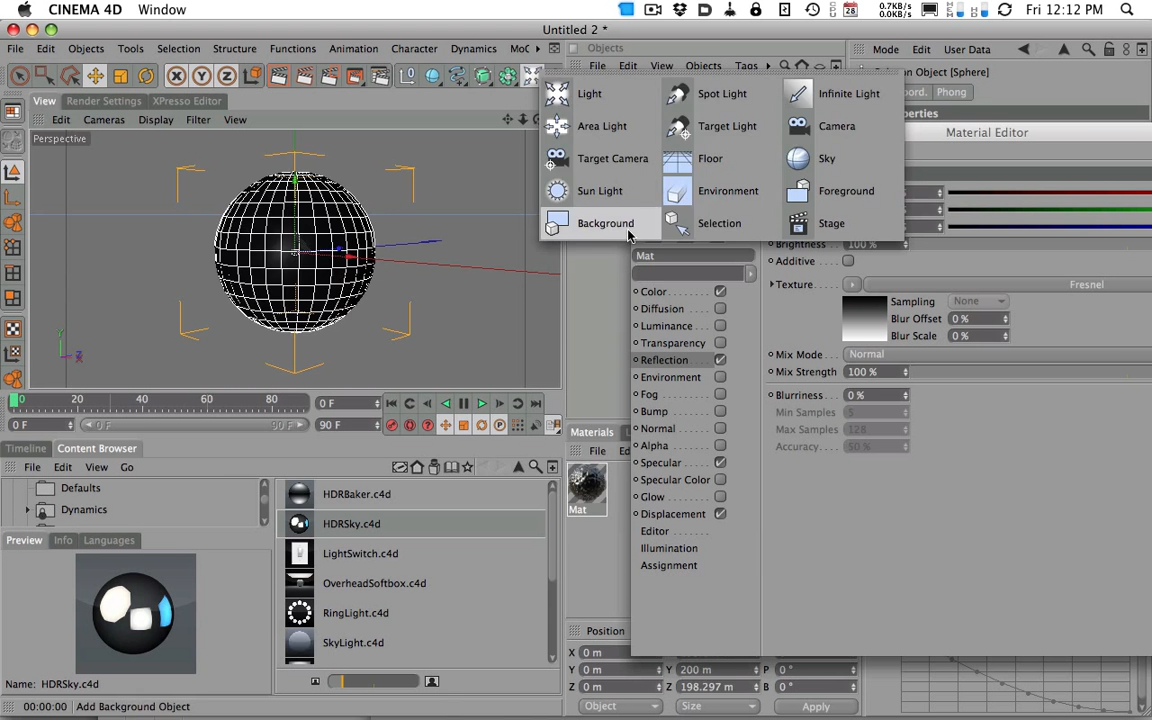 CINEMA 4D Window
0.7KB/s
0.0KB/s
Fri 12:12 PM
Untitled 2 *
File Edit Objects Tools Selection Structure Functions Animation Character Dynamics
Objects
File Edit View Objects Tags
Mode Edit User Data
[Sphere]
Phong
Material Editor
View Render Settings XPresso Editor
Edit Cameras Display Filter View
Perspective
Light Spot Light Infinite Light
Area Light Target Light Camera
Target Camera Floor Sky
Sun Light Environment Foreground
Background Selection Stage
Mat
Color
Diffusion
Luminance
Transparency
Reflection
Environment
Fog
Bump
Normal
Alpha
Specular
Specular Color
Glow
Displacement
Editor
Illumination
Assignment
Brightness 100 %
Additive
Texture Fresnel
Sampling None
Blur Offset 0 %
Blur Scale 0 %
Mix Mode Normal
Mix Strength 100 %
Blurriness 0 %
Min Samples 5
Max Samples 128
Accuracy 50 %
0 20 40 60 80 0 F
0 F 0 F 90 F 90 F
Timeline Content Browser
File Edit View Go
Defaults
Dynamics
Preview Info Languages
Name: HDRSky.c4d
HDRBaker.c4d
HDRSky.c4d
LightSwitch.c4d
OverheadSoftbox.c4d
RingLight.c4d
SkyLight.c4d
Materials
File
Mat
Position
X 0 m
Y 0 m Y 200 m P 0 °
Z 0 m Z 198.297 m B 0 °
Object Size Apply
00:00:00 Add Background Object